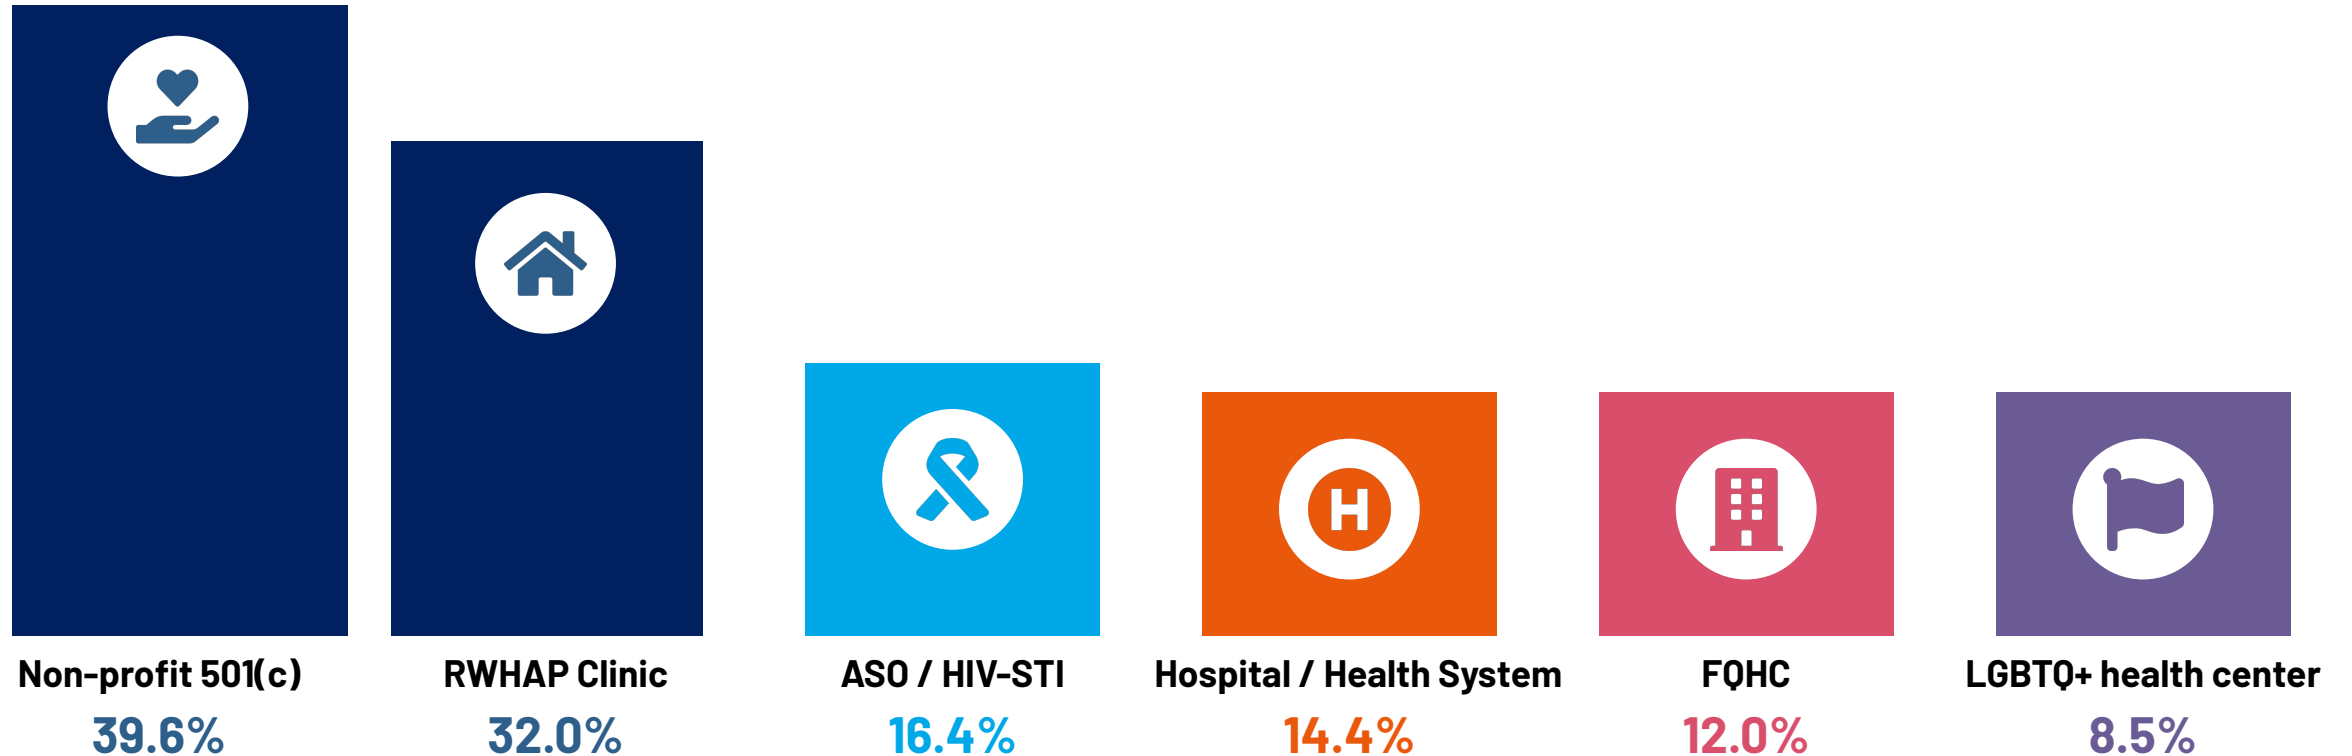 H
Non-profit 501(c)
RWHAP Clinic
ASO / HIV-STI
Hospital / Health System
FQHC
LGBTQ+ health center
39.6%
32.0%
16.4%
14.4%
12.0%
8.5%